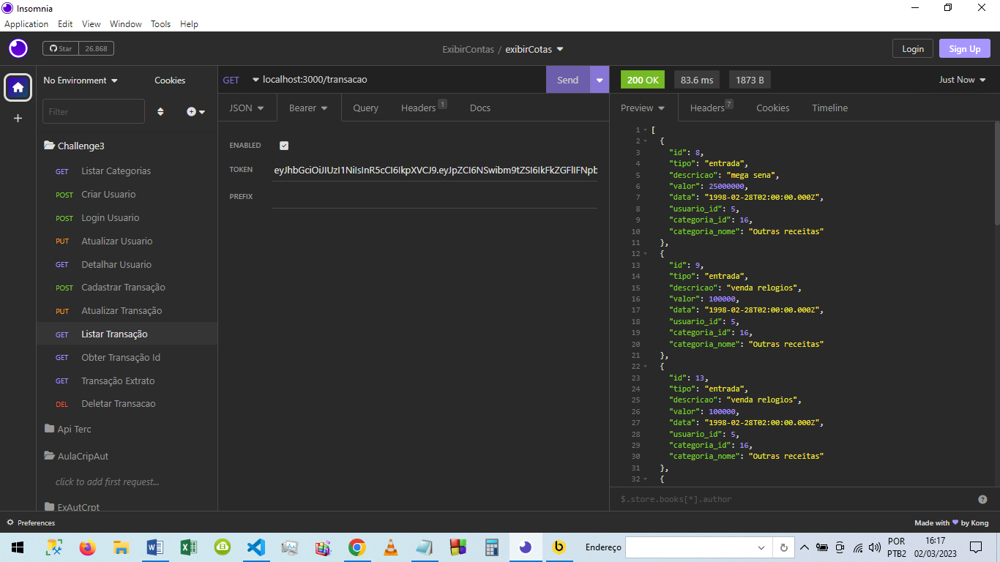 Insomnia
Application Edit View Window Tools Help
Star 26.868
ExibirContas / exibirCotas
Login Sign Up
No Environment Cookies
Filter
Challenge3
GET Listar Categorias
POST Criar Usuario
POST Login Usuario
PUT Atualizar Usuario
GET Detalhar Usuario
POST Cadastrar Transação
PUT Atualizar Transação
GET Listar Transação
GET Obter Transação Id
GET Transação Extrato
DEL Deletar Transacao
Api Terc
AulaCripAut
click to add first request...
ExAutCrpt
GET localhost:3000/transacao Send
JSON Bearer Query Headers 1 Docs
ENABLED
TOKEN eyJhbGciOiJIUzI1NiIsInR5cCI6IkpXVCJ9.eyJpZCI6NSwibm9tZSI6IkFkZGFlIFNpb
PREFIX
200 OK 83.6 ms 1873 B Just Now
Preview Headers 7 Cookies Timeline
1 [
2 {
3 "id": 8,
4 "tipo": "entrada",
5 "descricao": "mega sena",
6 "valor": 25000000,
7 "data": "1998-02-28T02:00:00.000Z",
8 "usuario_id": 5,
9 "categoria_id": 16,
10 "categoria_nome": "Outras receitas"
11 },
12 {
13 "id": 9,
14 "tipo": "entrada",
15 "descricao": "venda relogios",
16 "valor": 100000,
17 "data": "1998-02-28T02:00:00.000Z",
18 "usuario_id": 5,
19 "categoria_id": 16,
20 "categoria_nome": "Outras receitas"
21 },
22 {
23 "id": 13,
24 "tipo": "entrada",
25 "descricao": "venda relogios",
26 "valor": 100000,
27 "data": "1998-02-28T02:00:00.000Z",
28 "usuario_id": 5,
29 "categoria_id": 16,
30 "categoria_nome": "Outras receitas"
31 },
32 {
$.store.books[*].author
Preferences
Made with by Kong
Endereço
POR
PTB2
16:17
02/03/2023